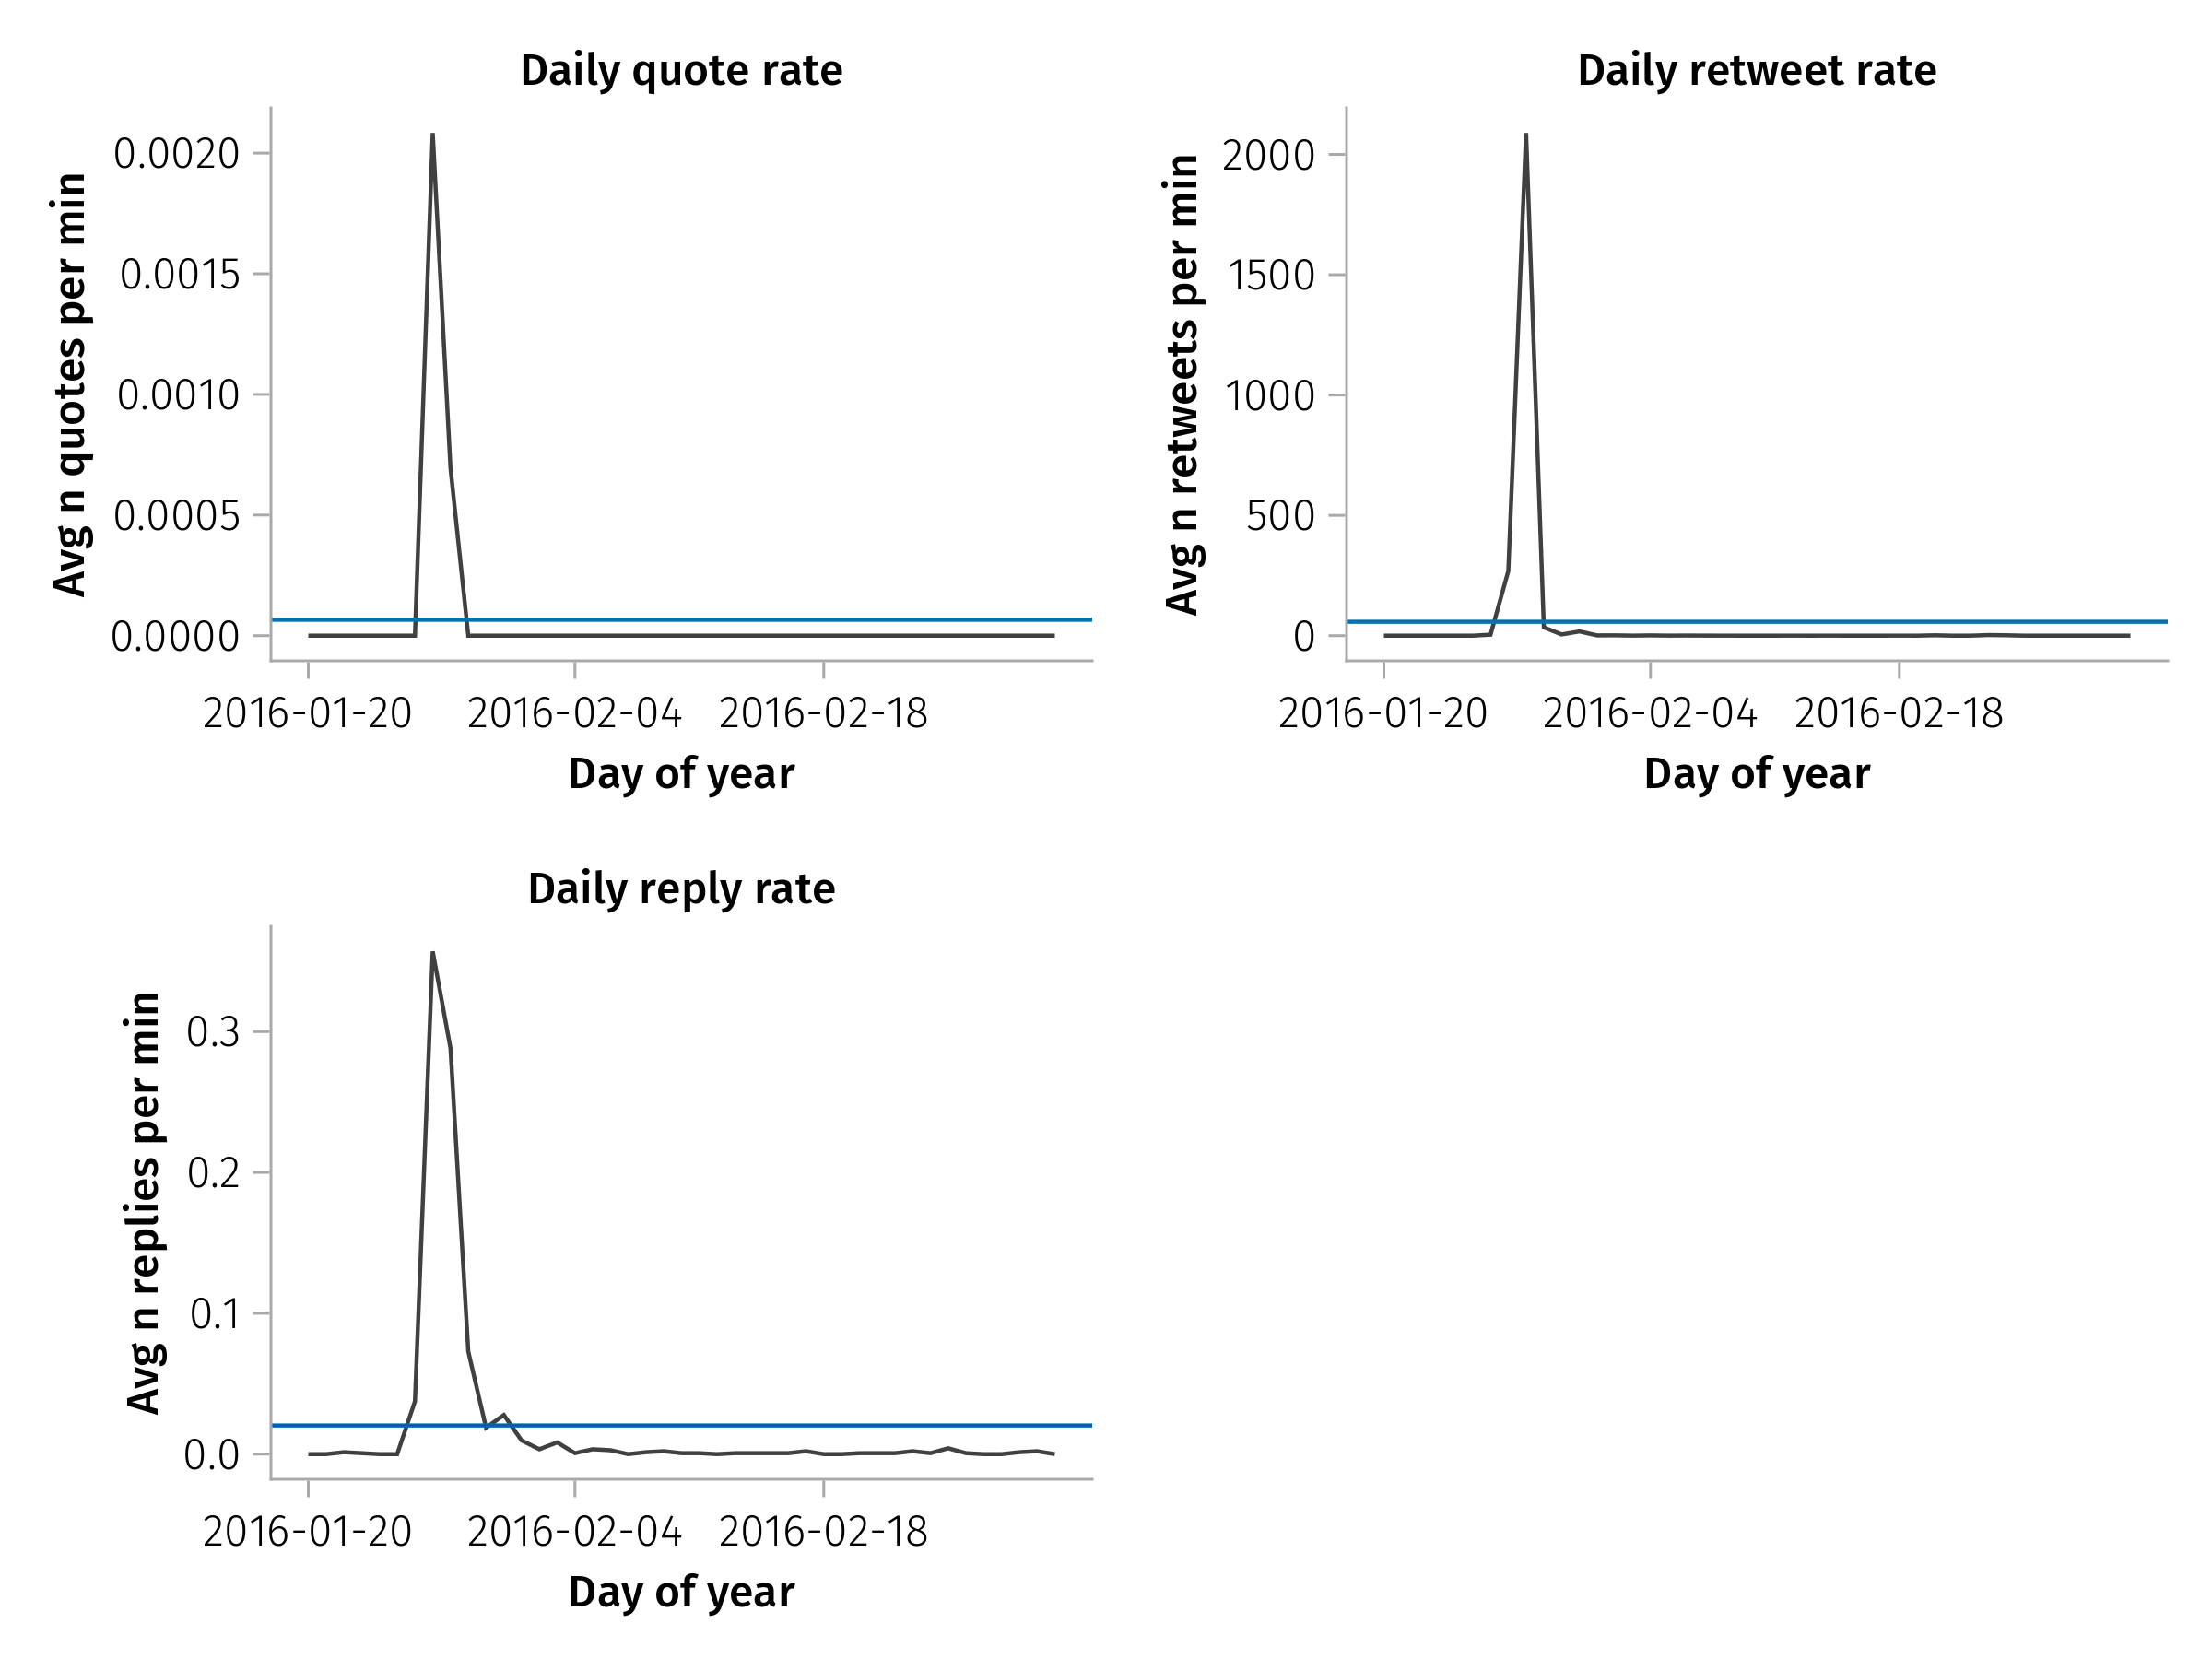 Daily quote rate
Avg n quotes per min
0.0020
0.0015
0.0010
0.0005
0.0000
2016-01-20 2016-02-04 2016-02-18
Day of year
Daily retweet rate
Avg n retweets per min
2000
1500
1000
500
0
2016-01-20 2016-02-04 2016-02-18
Day of year
Daily reply rate
Avg n replies per min
0.3
0.2
0.1
0.0
2016-01-20 2016-02-04 2016-02-18
Day of year